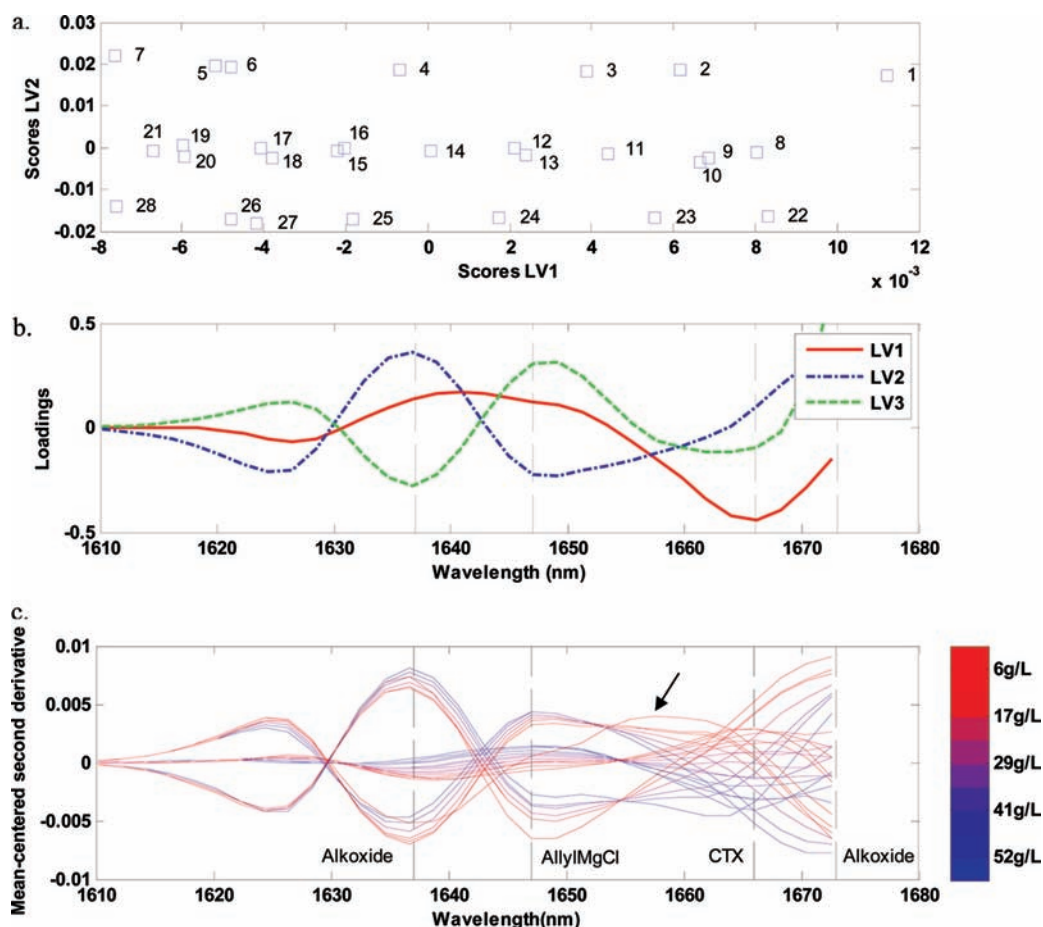 a.
0.03
0.02
0.01
0
-0.01
-0.02
Scores LV2
7
5
6
4
3
2
1
21
19
20
17
18
16
15
14
12
13
11
9
10
8
28
26
27
25
24
23
22
-8 -6 -4 -2 0 2 4 6 8 10 12
Scores LV1
x 10-3
b.
0.5
0
-0.5
Loadings
LV1
LV2
LV3
1610 1620 1630 1640 1650 1660 1670 1680
Wavelength (nm)
c.
0.01
0.005
0
-0.005
-0.01
Mean-centered second derivative
Alkoxide
AllylMgCl
CTX
Alkoxide
1610 1620 1630 1640 1650 1660 1670 1680
Wavelength(nm)
6g/L
17g/L
29g/L
41g/L
52g/L